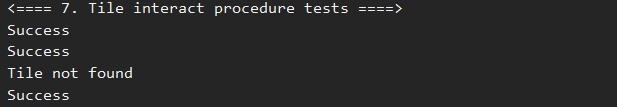 <==== 7. Tile interact procedure tests ====>
Success
Success
Tile not found
Success